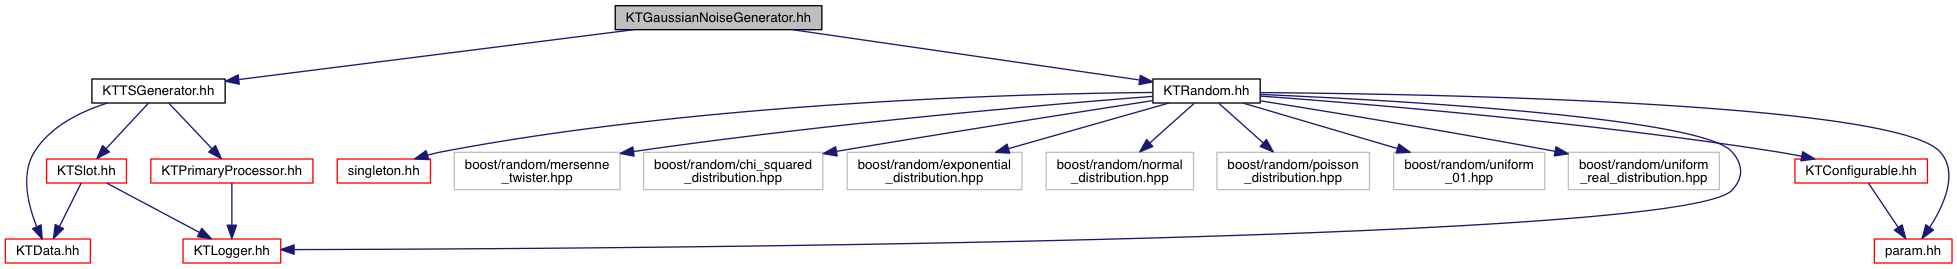 KTGaussianNoiseGenerator.hh
KTTSGenerator.hh
KTRandom.hh
KTSlot.hh
KTPrimaryProcessor.hh
singleton.hh
boost/random/mersenne
_twister.hpp
boost/random/chi_squared
_distribution.hpp
boost/random/exponential
_distribution.hpp
boost/random/normal
_distribution.hpp
boost/random/poisson
_distribution.hpp
boost/random/uniform
_01.hpp
boost/random/uniform
_real_distribution.hpp
KTConfigurable.hh
KTData.hh
KTLogger.hh
param.hh